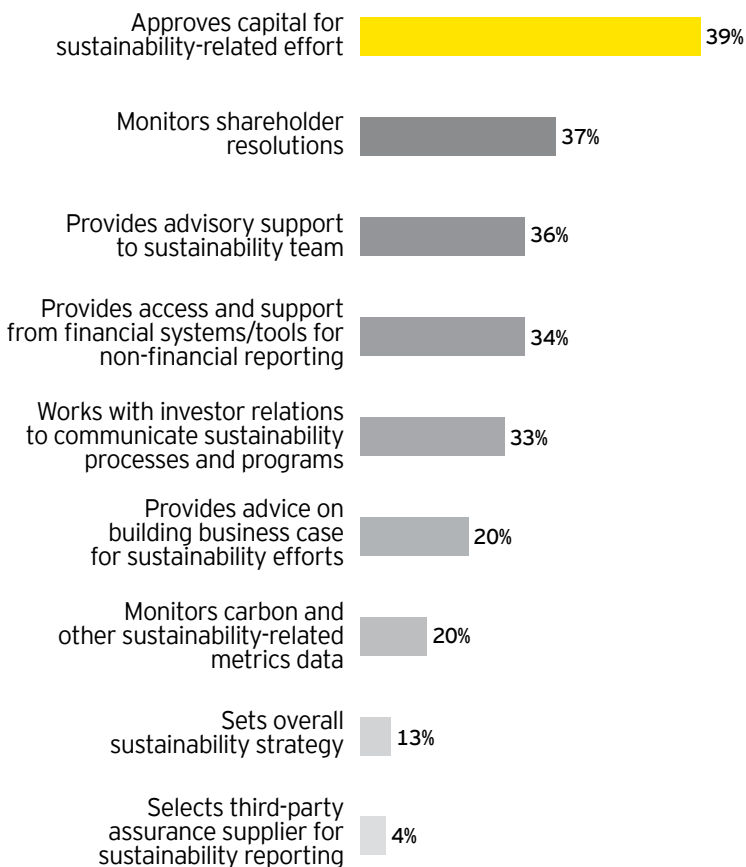 Approves capital for
sustainability-related effort
39%
Monitors shareholder
resolutions
37%
Provides advisory support
to sustainability team
36%
Provides access and support
from financial systems/tools for
non-financial reporting
34%
Works with investor relations
to communicate sustainability
processes and programs
33%
Provides advice on
building business case
for sustainability efforts
20%
Monitors carbon and
other sustainability-related
metrics data
20%
Sets overall
sustainability strategy
13%
Selects third-party
assurance supplier for
sustainability reporting
4%